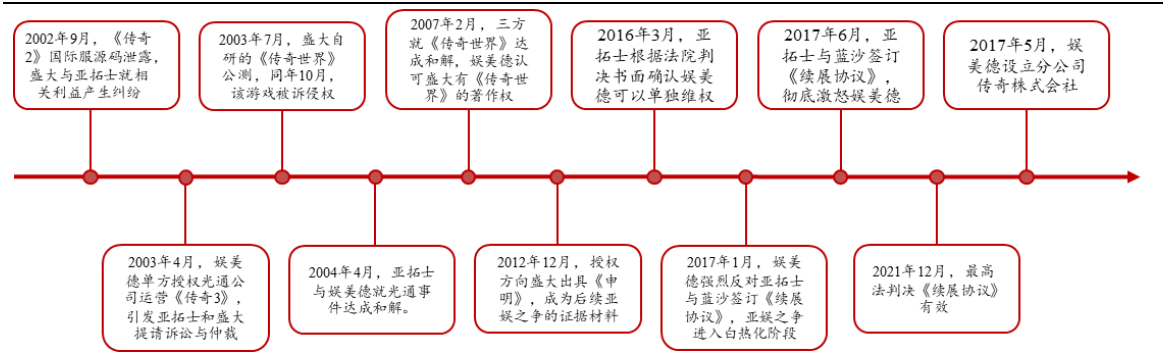 2002年9月，《传奇
2》国际服源码泄露，
盛大与亚拓士就相
关利益产生纠纷
2003年7月，盛大自
研的《传奇世界》
公测，同年10月，
该游戏被诉侵权
2007年2月，三方
就《传奇世界》达
成和解，娱美德认
可盛大有《传奇世
界》的著作权
2016年3月，亚
拓士根据法院判
决书面确认娱美
德可以单独维权
2017年6月，亚
拓士与蓝沙签订
《续展协议》，
彻底激怒娱美德
2017年5月，娱
美德设立分公司
传奇株式会社
2003年4月，娱美
德单方授权光通公
司运营《传奇3》，
引发亚拓士和盛大
提请诉讼与仲裁
2004年4月，亚拓士
与娱美德就光通事
件达成和解。
2012年12月，授权
方向盛大出具《申
明》，成为后续亚
娱之争的证据材料
2017年1月，娱美
德强烈反对亚拓士
与蓝沙签订《续展
协议》，亚娱之争
进入白热化阶段
2021年12月，最高
法判决《续展协议》
有效